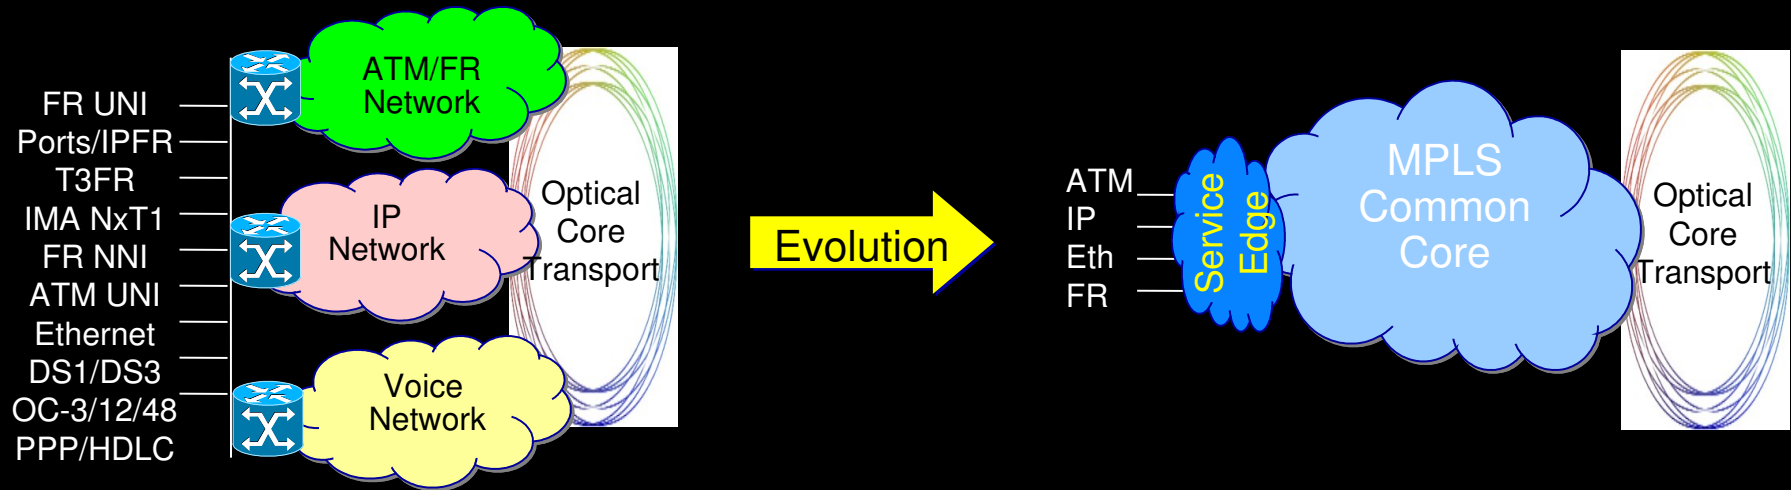 FR UNI
Ports/IPFR
T3FR
IMA NxT1
FR NNI
ATM UNI
Ethernet
DS1/DS3
OC-3/12/48
PPP/HDLC
ATM/FR
Network
IP
Network
Voice
Network
Optical
Core
Transport
Evolution
ATM
IP
Eth
FR
Service
Edge
MPLS
Common
Core
Optical
Core
Transport